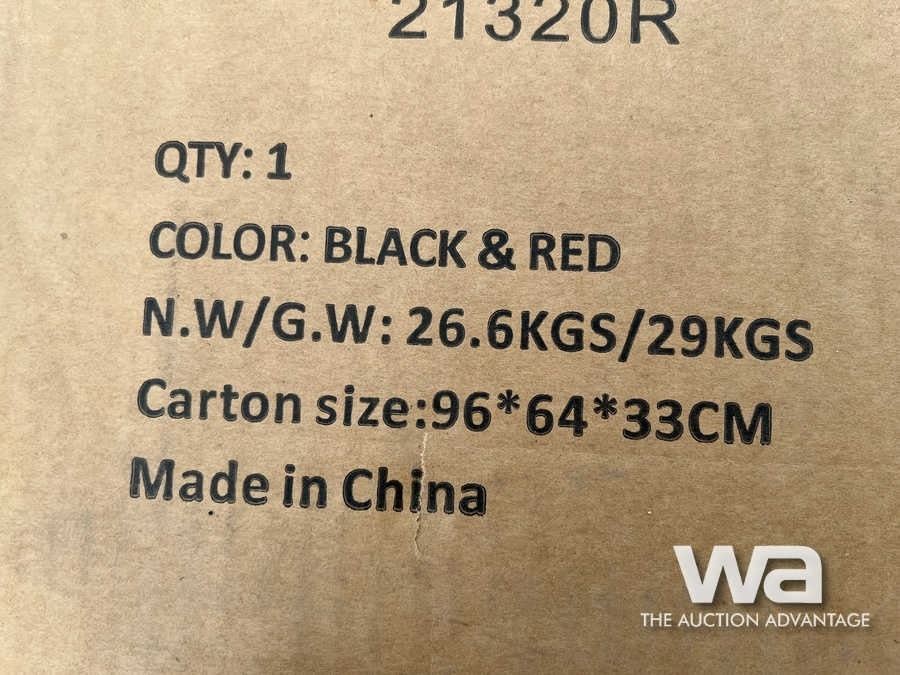 21320R
QTY: 1
COLOR: BLACK & RED
N.W/G.W: 26.6KGS/29KGS
Carton size:96*64*33CM
Made in China
wa
THE AUCTION ADVANTAGE